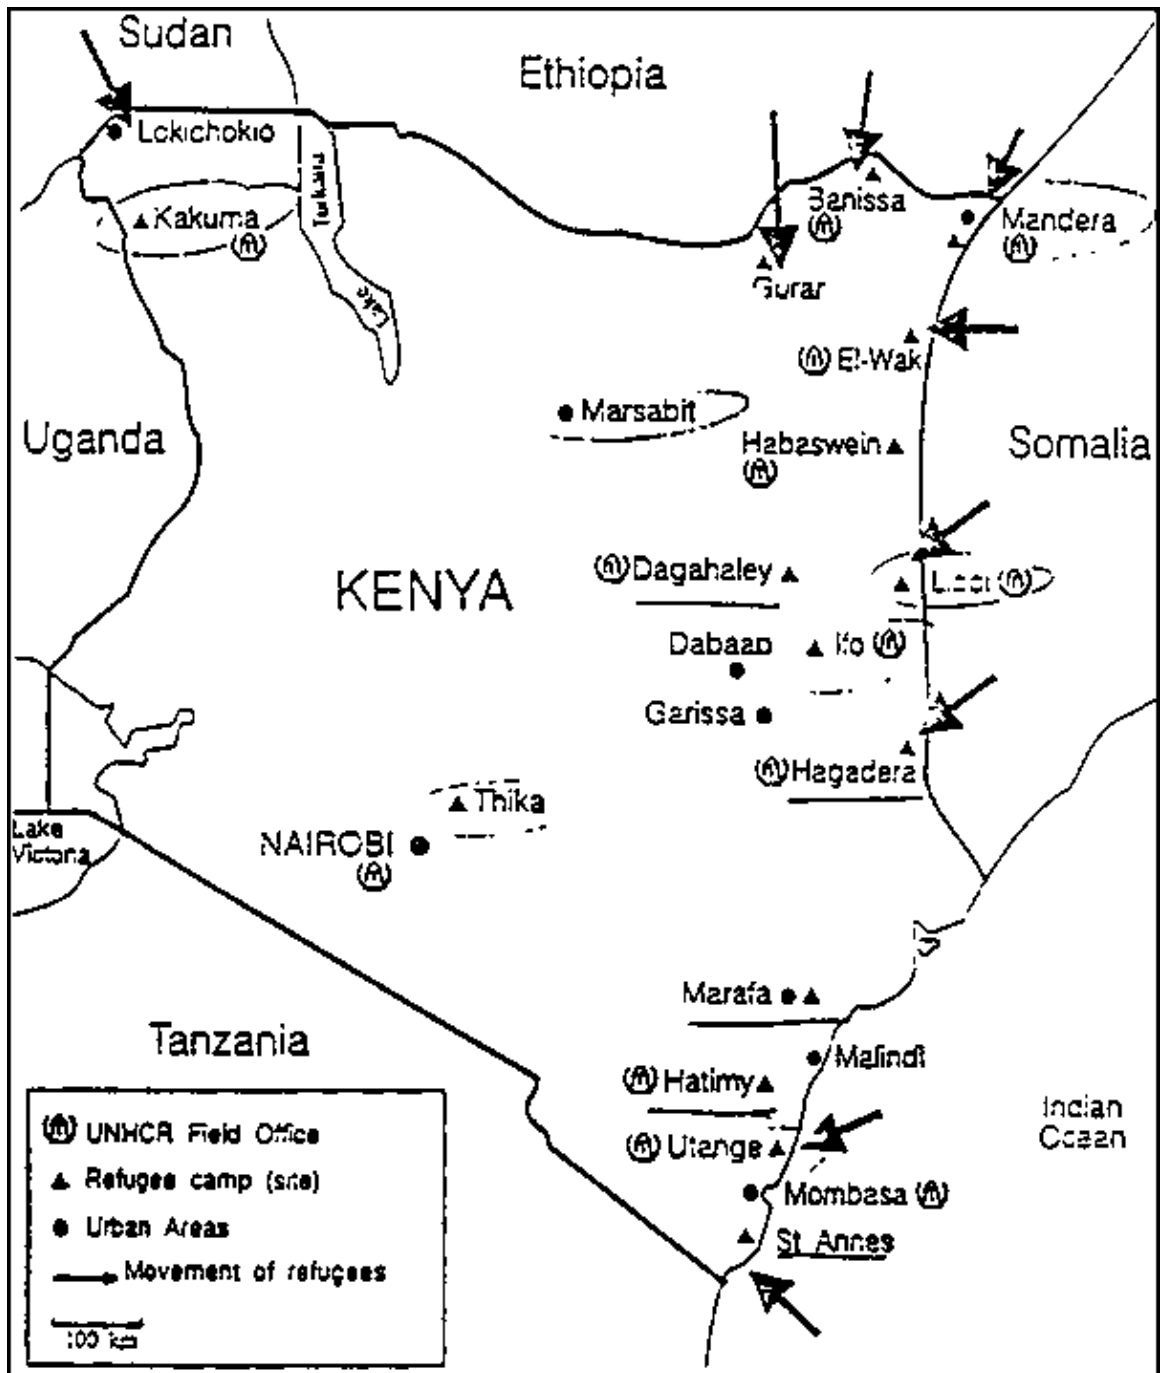 Sudan
Ethiopia
Lokichokio
Turkana
Lake
Kakuma
Banissa
Mandera
Gurar
El-Wak
Marsabit
Uganda
Habaswein
Somalia
Dagahaley
Liboi
KENYA
Dabaab
Ifo
Garissa
Hagadera
Thika
Lake
Victoria
NAIROBI
Marafa
Tanzania
Malindi
Hatimy
Indian
Ocean
Utange
Mombasa
St Annes
UNHCR Field Office
Refugee camp (site)
Urban Areas
Movement of refugees
100 km